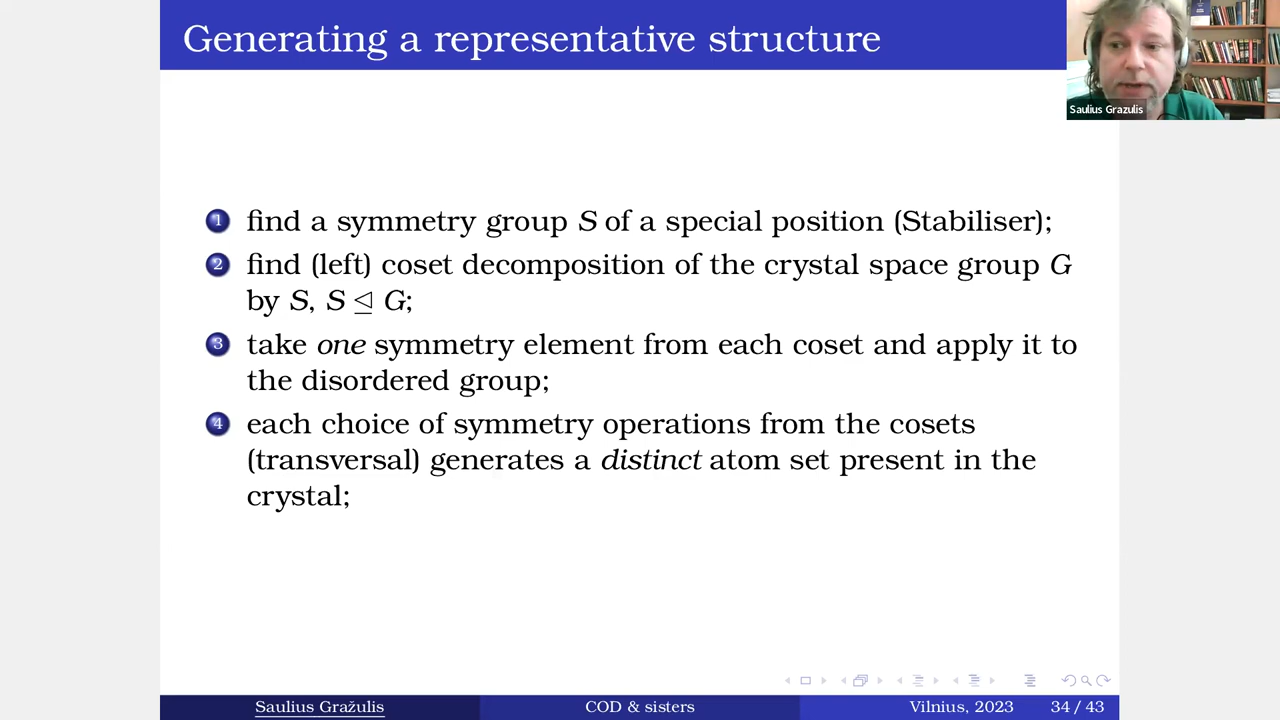 Generating a representative structure
Saulius Grazulis
1 find a symmetry group S of a special position (Stabiliser);
2 find (left) coset decomposition of the crystal space group G
by S, S ⊴ G;
3 take one symmetry element from each coset and apply it to
the disordered group;
4 each choice of symmetry operations from the cosets
(transversal) generates a distinct atom set present in the
crystal;
Saulius Gražulis COD & sisters Vilnius, 2023 34 / 43